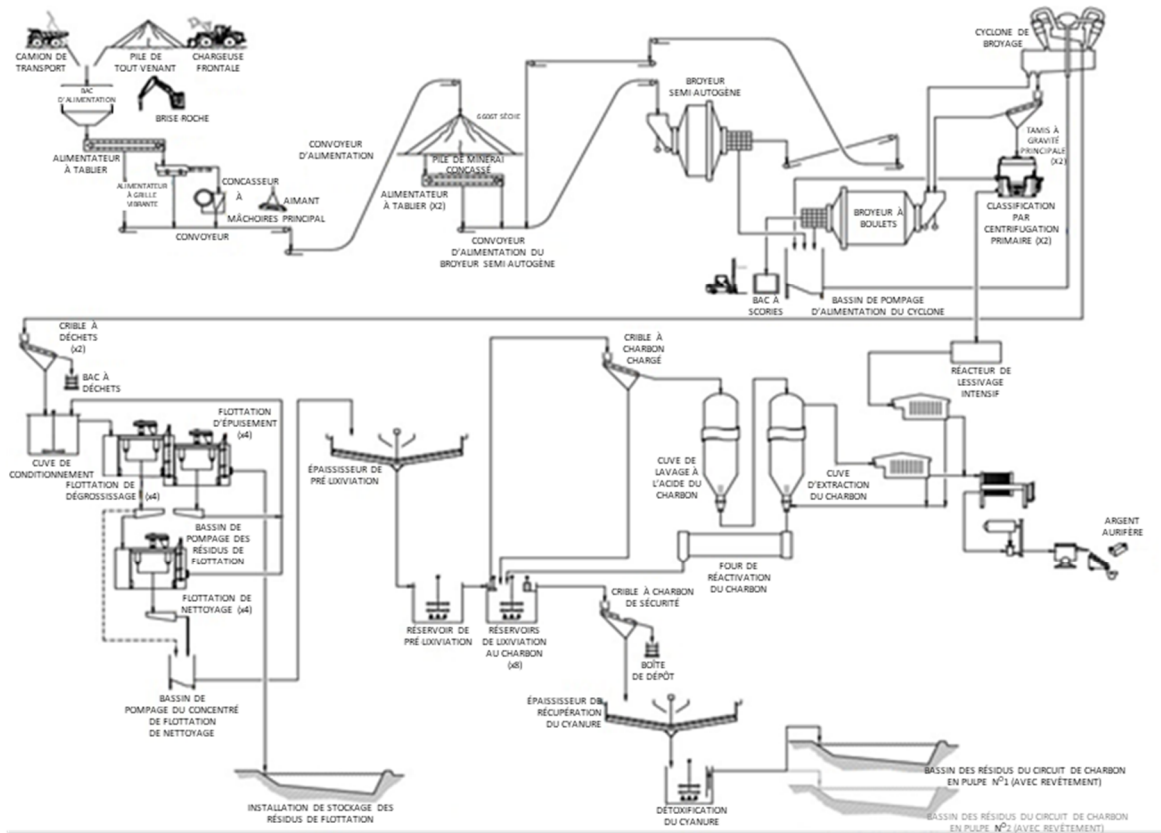 CAMION DE
TRANSPORT
PILE DE
TOUT VENANT
CHARGEUSE
FRONTALE
BAC
D'ALIMENTATION
BRISE ROCHE
ALIMENTATEUR
À TABLIER
ALIMENTATEUR
À GRILLE
VIBRANTE
CONCASSEUR
À
MÂCHOIRES PRINCIPAL
AIMANT
CONVOYEUR
CONVOYEUR
D'ALIMENTATION
6606T SÈCHE
PILE DE MINERAI
CONCASSÉ
ALIMENTATEUR
À TABLIER (X2)
CONVOYEUR
D'ALIMENTATION DU
BROYEUR SEMI-AUTOGÈNE
BROYEUR
SEMI-AUTOGÈNE
CYCLONE DE
BROYAGE
TAMIS À
GRAVITÉ
PRINCIPALE
(X2)
CLASSIFICATION
PAR
CENTRIFUGATION
PRIMAIRE (X2)
BROYEUR À
BOULETS
BAC À
SCORIES
BASSIN DE POMPAGE
D'ALIMENTATION DU CYCLONE
CRIBLE À
DÉCHETS
(x2)
BAC À
DÉCHETS
CUVE DE
CONDITIONNEMENT
FLOTTATION
D'ÉPUISEMENT
(x4)
FLOTTATION DE
DÉGROSSISSAGE (x4)
BASSIN DE
POMPAGE DES
RÉSIDUS DE
FLOTTATION
FLOTTATION DE
NETTOYAGE (x4)
BASSIN DE
POMPAGE DU CONCENTRÉ
DE FLOTTATION
DE NETTOYAGE
INSTALLATION DE STOCKAGE DES
RÉSIDUS DE FLOTTATION
ÉPAISSISSEUR DE
PRÉ LIXIVIATION
RÉSERVOIR DE
PRÉ LIXIVIATION
RÉSERVOIRS
DE LIXIVIATION
AU CHARBON
(x8)
CRIBLE À
CHARBON
CHARGÉ
CUVE DE
LAVAGE À
L'ACIDE DU
CHARBON
CUVE
D'EXTRACTION
DU CHARBON
FOUR DE
RÉACTIVATION
DU CHARBON
RÉACTEUR DE
LESSIVAGE
INTENSIF
ARGENT
AURIFÈRE
CRIBLE À CHARBON
DE SÉCURITÉ
BOÎTE
DE DÉPÔT
ÉPAISSISSEUR DE
RÉCUPÉRATION
DU CYANURE
DÉTOXIFICATION
DU CYANURE
BASSIN DES RÉSIDUS DU CIRCUIT DE CHARBON
EN PULPE NO1 (AVEC REVÊTEMENT)
BASSIN DES RÉSIDUS DU CIRCUIT DE CHARBON
EN PULPE NO2 (AVEC REVÊTEMENT)